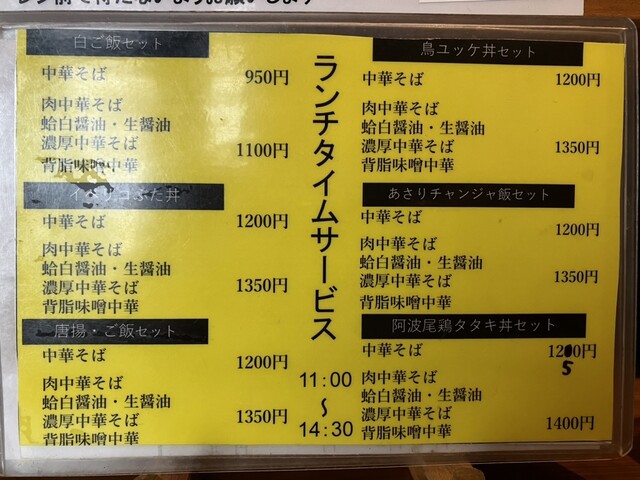 白ご飯セット
中華そば 950円
肉中華そば
蛤白醤油・生醤油
濃厚中華そば 1100円
背脂味噌中華
ぶた丼
中華そば 1200円
肉中華そば
蛤白醤油・生醤油
濃厚中華そば 1350円
背脂味噌中華
唐揚・ご飯セット
中華そば 1200円
肉中華そば
蛤白醤油・生醤油
濃厚中華そば 1350円
背脂味噌中華
ランチタイムサービス
11:00
～
14:30
鳥ユッケ丼セット
中華そば 1200円
肉中華そば
蛤白醤油・生醤油
濃厚中華そば 1350円
背脂味噌中華
あさりチャンジャ飯セット
中華そば 1200円
肉中華そば
蛤白醤油・生醤油
濃厚中華そば 1350円
背脂味噌中華
阿波尾鶏タタキ丼セット
中華そば 1200円
5
肉中華そば
蛤白醤油・生醤油
濃厚中華そば 1400円
背脂味噌中華